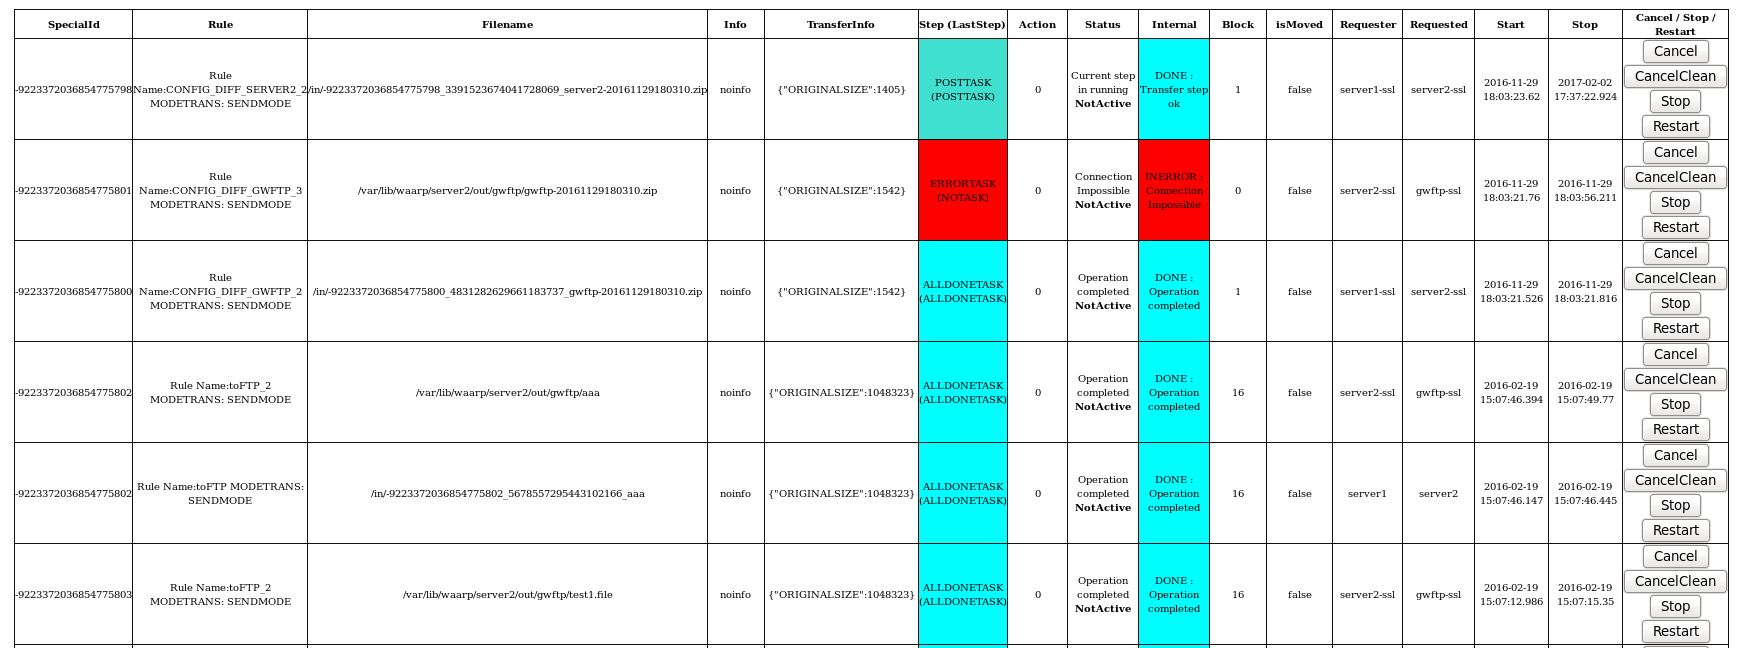 SpecialId Rule Filename Info TransferInfo Step (LastStep) Action Status Internal Block isMoved Requester Requested Start Stop Cancel / Stop / Restart
-9223372036854775798 Rule Name:CONFIG_DIFF_SERVER2_2 MODETRANS: SENDMODE /in/-9223372036854775798_3391523674041728069_server2-20161129180310.zip noinfo {"ORIGINALSIZE":1405} POSTTASK (POSTTASK) 0 Current step in running NotActive DONE : Transfer step ok 1 false server1-ssl server2-ssl 2016-11-29 18:03:23.62 2017-02-02 17:37:22.924 Cancel CancelClean Stop Restart
-9223372036854775801 Rule Name:CONFIG_DIFF_GWFTP_3 MODETRANS: SENDMODE /var/lib/waarp/server2/out/gwftp/gwftp-20161129180310.zip noinfo {"ORIGINALSIZE":1542} ERRORTASK (NOTASK) 0 Connection Impossible NotActive INERROR : Connection Impossible 0 false server2-ssl gwftp-ssl 2016-11-29 18:03:21.76 2016-11-29 18:03:56.211 Cancel CancelClean Stop Restart
-9223372036854775800 Rule Name:CONFIG_DIFF_GWFTP_2 MODETRANS: SENDMODE /in/-9223372036854775800_4831282629661183737_gwftp-20161129180310.zip noinfo {"ORIGINALSIZE":1542} ALLDONETASK (ALLDONETASK) 0 Operation completed NotActive DONE : Operation completed 1 false server1-ssl server2-ssl 2016-11-29 18:03:21.526 2016-11-29 18:03:21.816 Cancel CancelClean Stop Restart
-9223372036854775802 Rule Name:toFTP_2 MODETRANS: SENDMODE /var/lib/waarp/server2/out/gwftp/aaa noinfo {"ORIGINALSIZE":1048323} ALLDONETASK (ALLDONETASK) 0 Operation completed NotActive DONE : Operation completed 16 false server2-ssl gwftp-ssl 2016-02-19 15:07:46.394 2016-02-19 15:07:49.77 Cancel CancelClean Stop Restart
-9223372036854775802 Rule Name:toFTP MODETRANS: SENDMODE /in/-9223372036854775802_5678557295443102166_aaa noinfo {"ORIGINALSIZE":1048323} ALLDONETASK (ALLDONETASK) 0 Operation completed NotActive DONE : Operation completed 16 false server1 server2 2016-02-19 15:07:46.147 2016-02-19 15:07:46.445 Cancel CancelClean Stop Restart
-9223372036854775803 Rule Name:toFTP_2 MODETRANS: SENDMODE /var/lib/waarp/server2/out/gwftp/test1.file noinfo {"ORIGINALSIZE":1048323} ALLDONETASK (ALLDONETASK) 0 Operation completed NotActive DONE : Operation completed 16 false server2-ssl gwftp-ssl 2016-02-19 15:07:12.986 2016-02-19 15:07:15.35 Cancel CancelClean Stop Restart